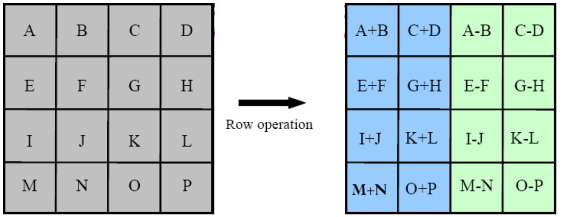 A B C D A+B C+D A-B C-D
E F G H E+F G+H E-F G-H
Row operation
I J K L I+J K+L I-J K-L
M N O P M+N O+P M-N O-P